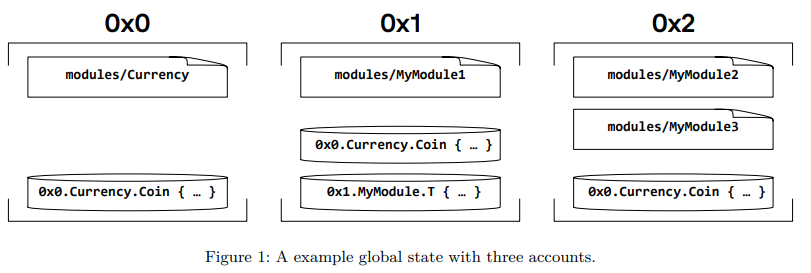 0x0
0x1
0x2
modules/Currency
modules/MyModule1
modules/MyModule2
modules/MyModule3
0x0.Currency.Coin { … }
0x0.Currency.Coin { … }
0x1.MyModule.T { … }
0x0.Currency.Coin { … }
Figure 1: A example global state with three accounts.